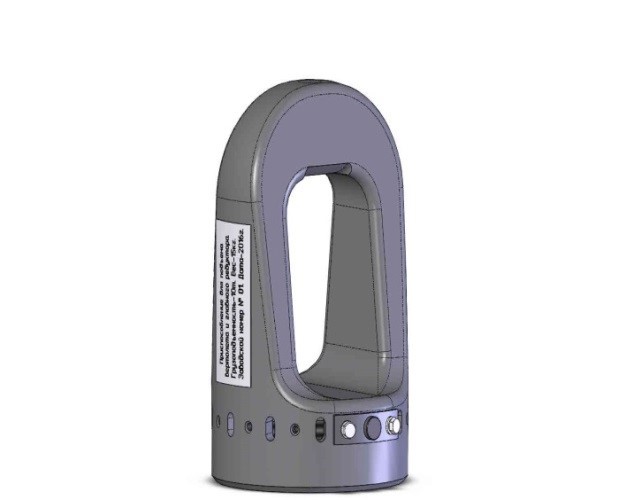 Приспособление для подъема
вертолета и главного редуктора
Грузоподъемность-10т. Вес-15кг.
Заводской номер № 01 Дата-2016г.